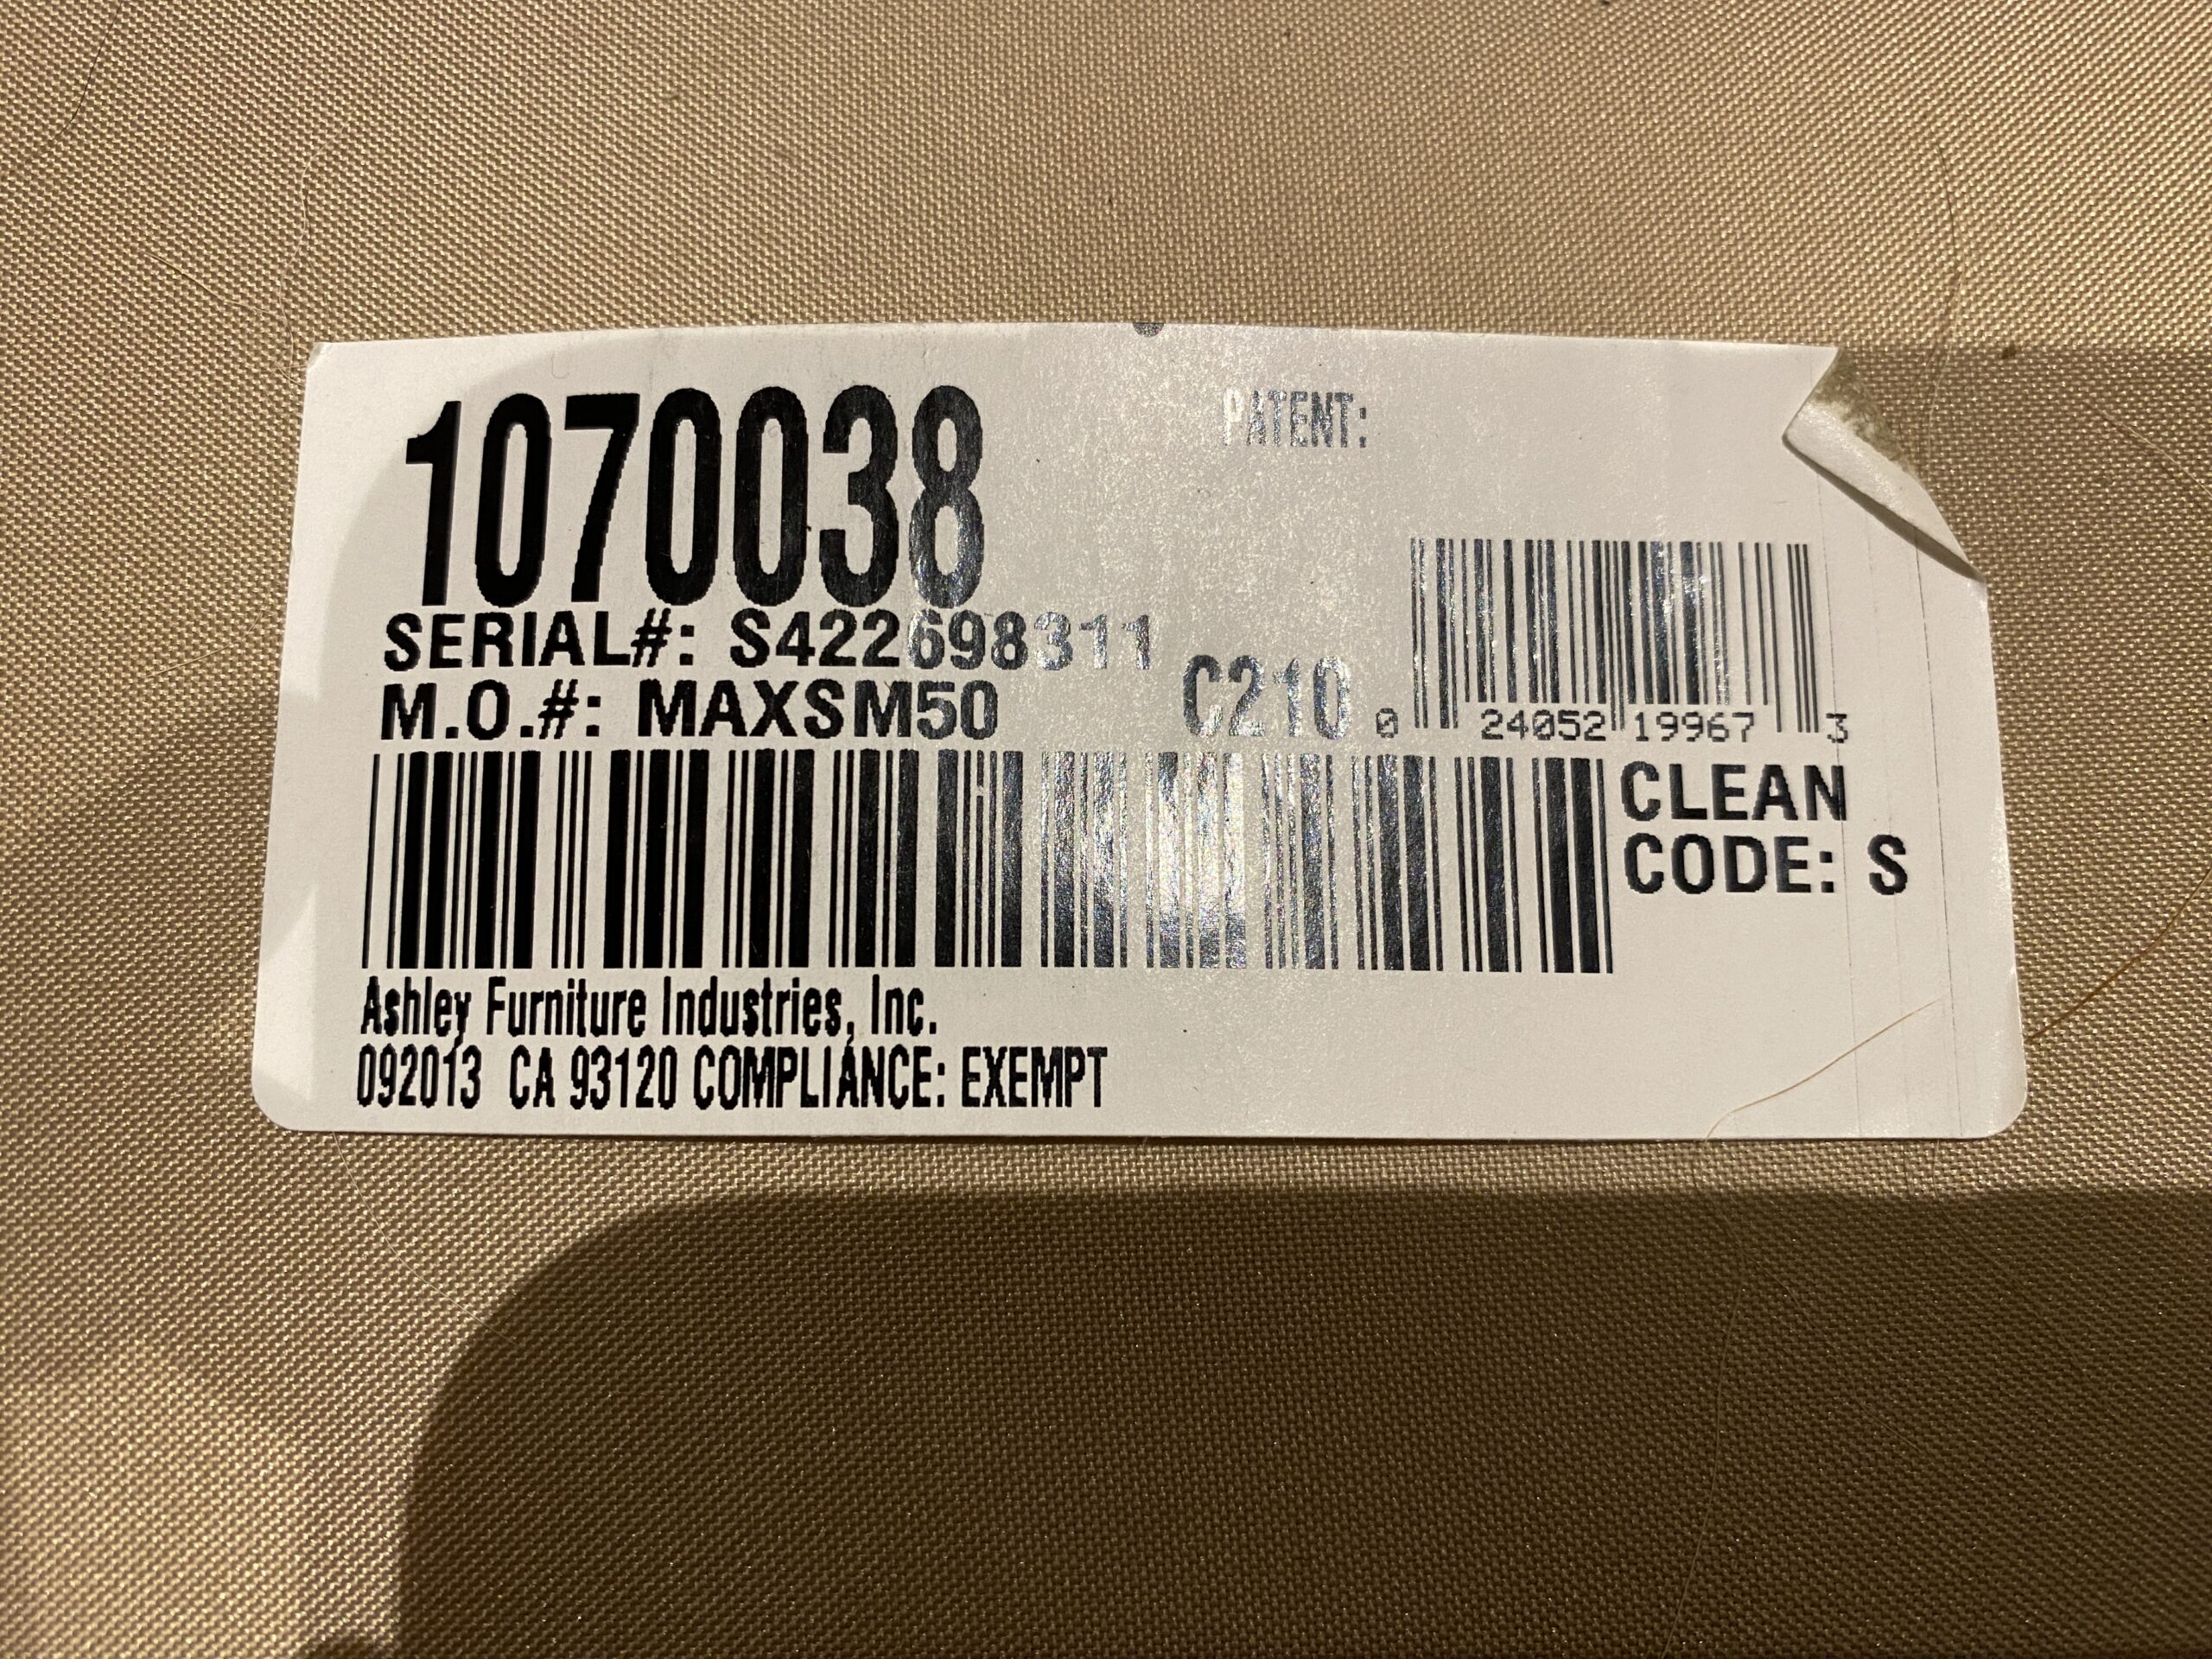 1070038
PATENT:
SERIAL#: S422698311
M.O.#: MAXSM50
C210
0 24052 19967 3
CLEAN
CODE: S
Ashley Furniture Industries, Inc.
092013 CA 93120 COMPLIANCE: EXEMPT